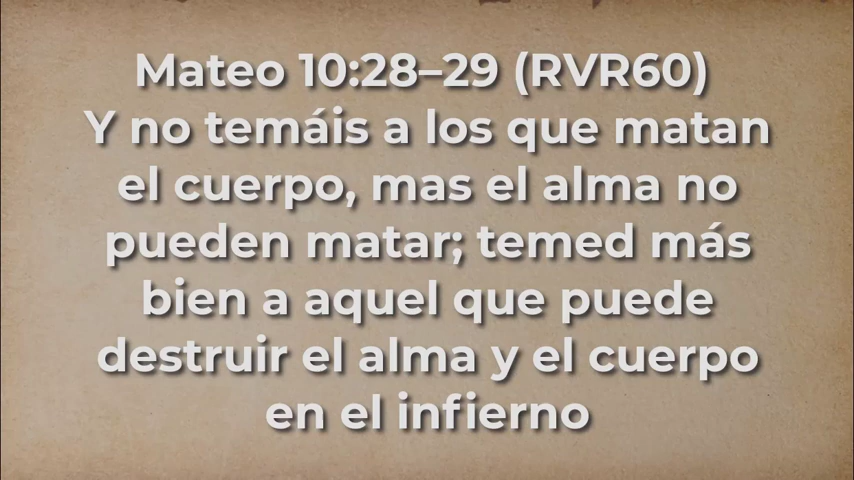 Mateo 10:28–29 (RVR60)
Y no temáis a los que matan
el cuerpo, mas el alma no
pueden matar; temed más
bien a aquel que puede
destruir el alma y el cuerpo
en el infierno